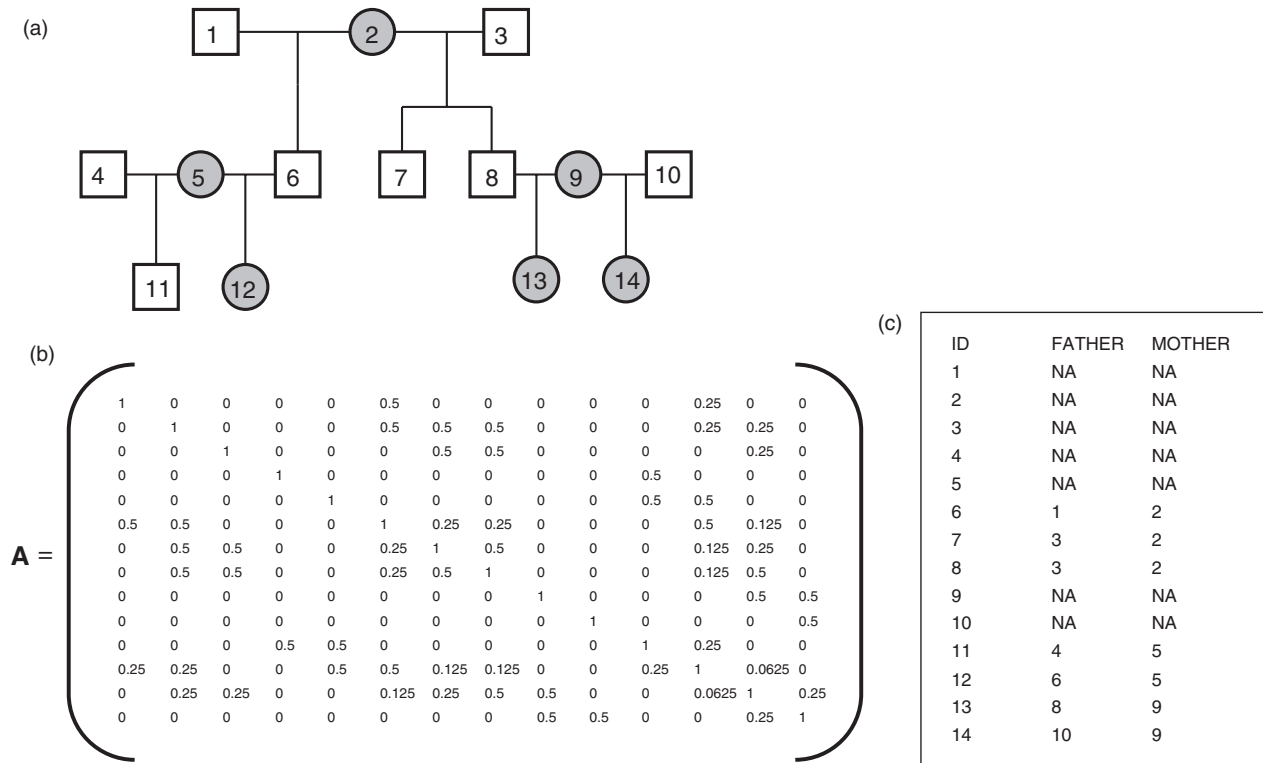 (a)
1 2 3
4 5 6 7 8 9 10
11 12 13 14
(b)
A =
1 0 0 0 0 0.5 0 0 0 0 0 0.25 0 0
0 1 0 0 0 0.5 0.5 0.5 0 0 0 0.25 0.25 0
0 0 1 0 0 0 0.5 0.5 0 0 0 0 0.25 0
0 0 0 1 0 0 0 0 0 0 0.5 0 0 0
0 0 0 0 1 0 0 0 0 0 0.5 0.5 0 0
0.5 0.5 0 0 0 1 0.25 0.25 0 0 0 0.5 0.125 0
0 0.5 0.5 0 0 0.25 1 0.5 0 0 0 0.125 0.25 0
0 0.5 0.5 0 0 0.25 0.5 1 0 0 0 0.125 0.5 0
0 0 0 0 0 0 0 0 1 0 0 0 0.5 0.5
0 0 0 0 0 0 0 0 0 1 0 0 0 0.5
0 0 0 0.5 0.5 0 0 0 0 0 1 0.25 0 0
0.25 0.25 0 0 0.5 0.5 0.125 0.125 0 0 0.25 1 0.0625 0
0 0.25 0.25 0 0 0.125 0.25 0.5 0.5 0 0 0.0625 1 0.25
0 0 0 0 0 0 0 0 0.5 0.5 0 0 0.25 1
(c)
ID FATHER MOTHER
1 NA NA
2 NA NA
3 NA NA
4 NA NA
5 NA NA
6 1 2
7 3 2
8 3 2
9 NA NA
10 NA NA
11 4 5
12 6 5
13 8 9
14 10 9